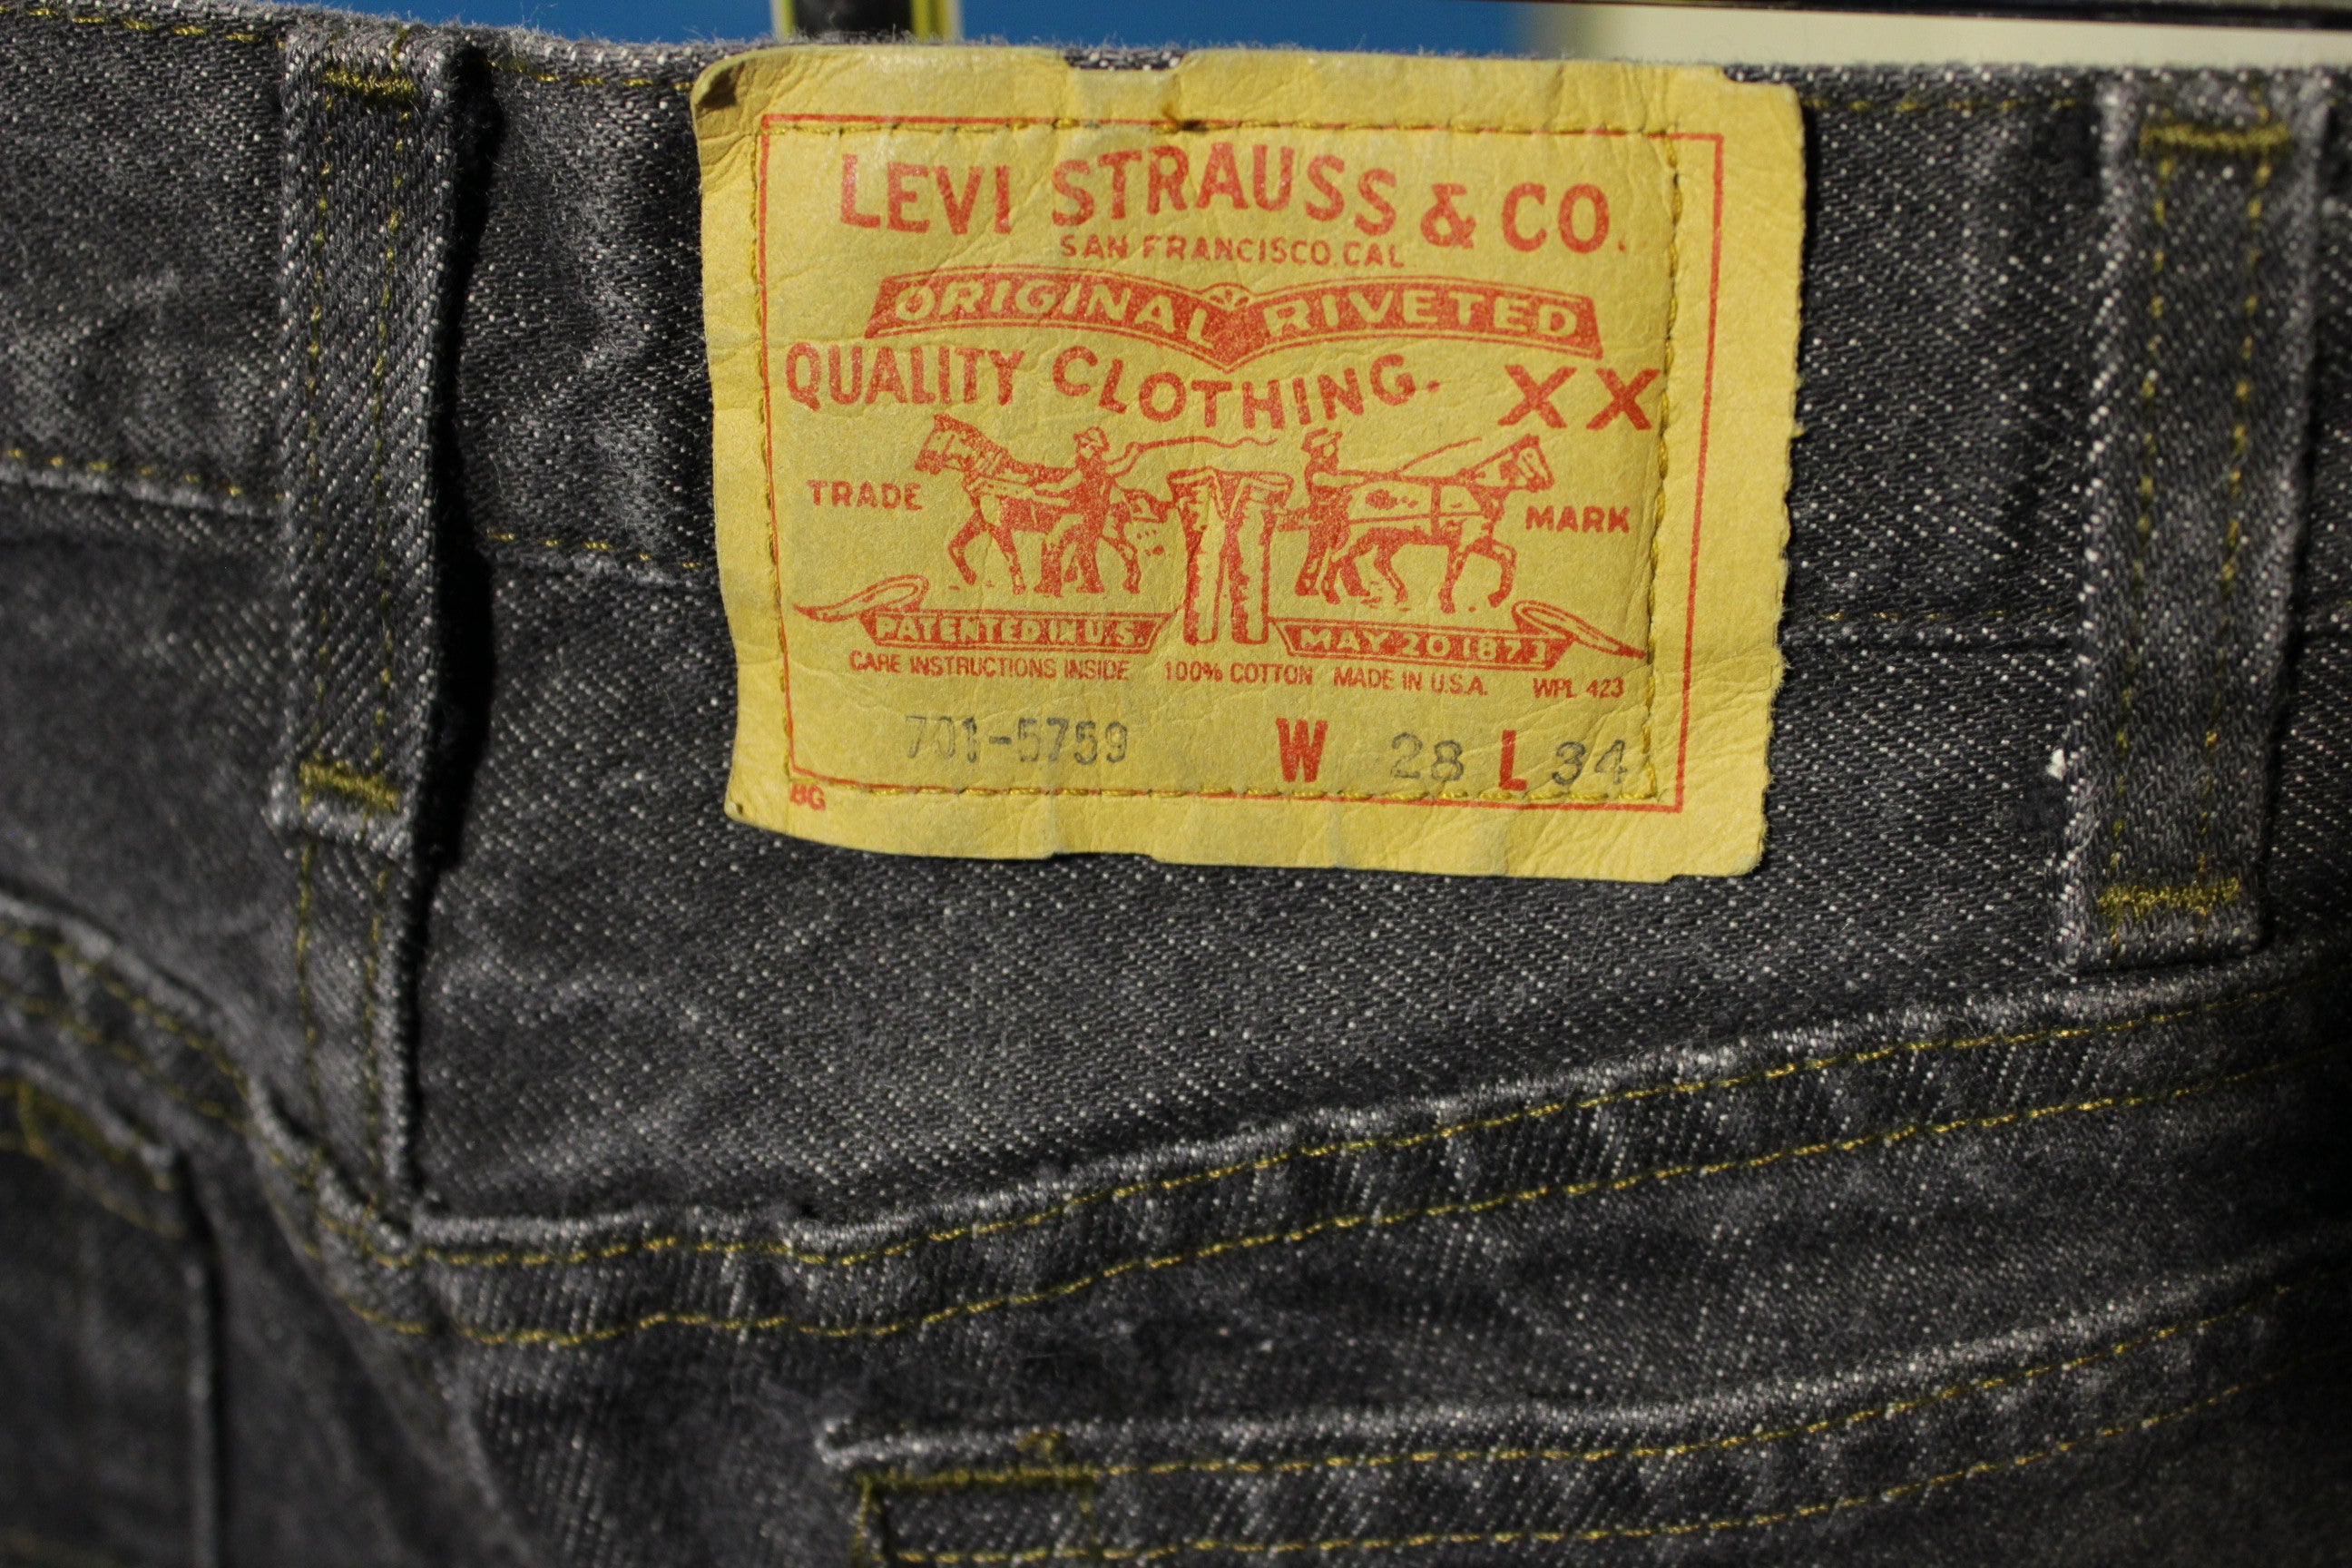 LEVI STRAUSS & CO.
SAN FRANCISCO, CAL
ORIGINAL RIVETED
QUALITY CLOTHING. XX
TRADE MARK
PATENTED IN U.S. MAY 20 1873
CARE INSTRUCTIONS INSIDE 100% COTTON MADE IN U.S.A. WPL 423
701-5759 W 28 L 34
BG